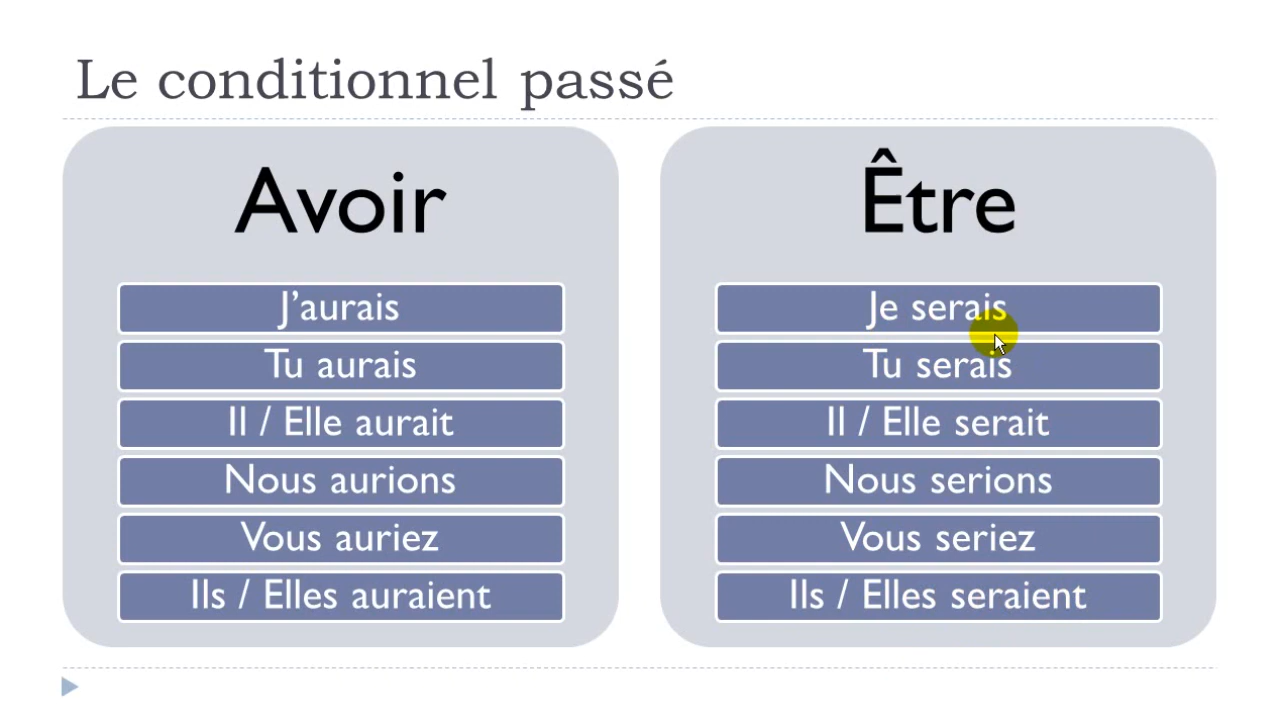 Le conditionnel passé
Avoir
J’aurais
Tu aurais
Il / Elle aurait
Nous aurions
Vous auriez
Ils / Elles auraient
Être
Je serais
Tu serais
Il / Elle serait
Nous serions
Vous seriez
Ils / Elles seraient